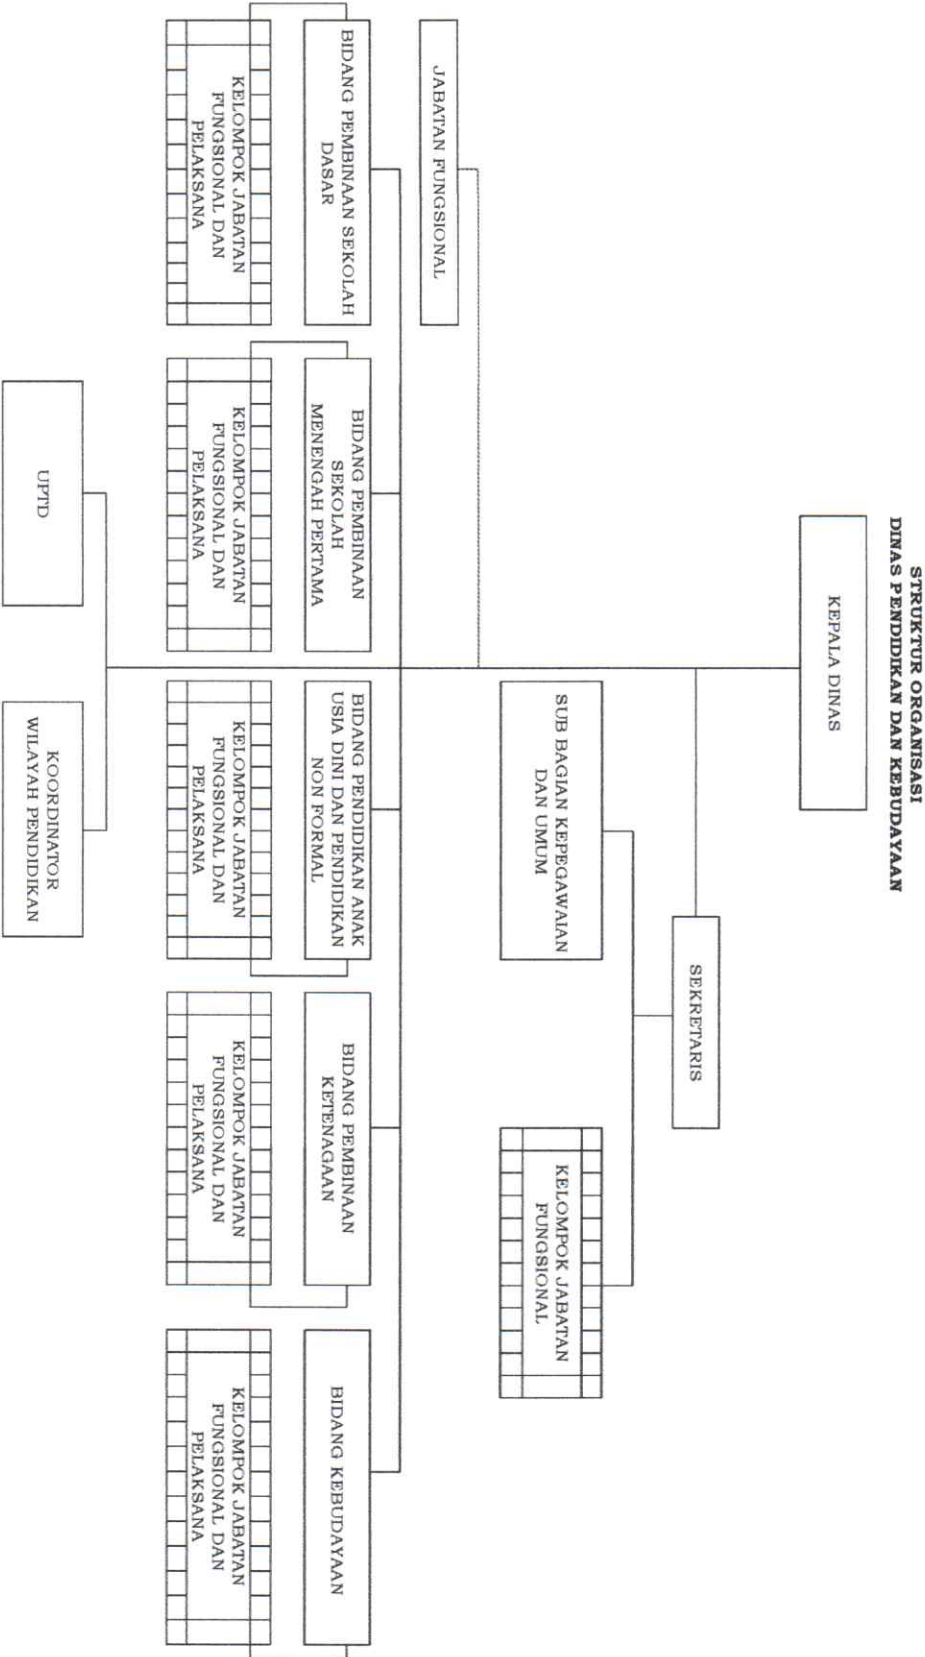 STRUKTUR ORGANISASI
DINAS PENDIDIKAN DAN KEBUDAYAAN
KEPALA DINAS
SEKRETARIS
SUB BAGIAN KEPEGAWAIAN
DAN UMUM
KELOMPOK JABATAN
FUNGSIONAL
JABATAN FUNGSIONAL
BIDANG PEMBINAAN SEKOLAH
DASAR
BIDANG PEMBINAAN
SEKOLAH
MENENGAH PERTAMA
BIDANG PENDIDIKAN ANAK
USIA DINI DAN PENDIDIKAN
NON FORMAL
BIDANG PEMBINAAN
KETENAGAAN
BIDANG KEBUDAYAAN
KELOMPOK JABATAN
FUNGSIONAL DAN
PELAKSANA
KELOMPOK JABATAN
FUNGSIONAL DAN
PELAKSANA
KELOMPOK JABATAN
FUNGSIONAL DAN
PELAKSANA
KELOMPOK JABATAN
FUNGSIONAL DAN
PELAKSANA
KELOMPOK JABATAN
FUNGSIONAL DAN
PELAKSANA
UPTD
KOORDINATOR
WILAYAH PENDIDIKAN